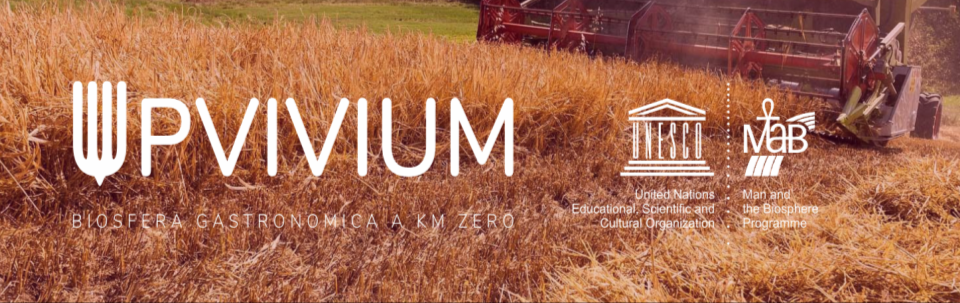 UPVIVIUM
BIOSFERA GASTRONOMICA A KM ZERO
UNESCO
United Nations
Educational, Scientific and
Cultural Organization
MaB
Man and
the Biosphere
Programme